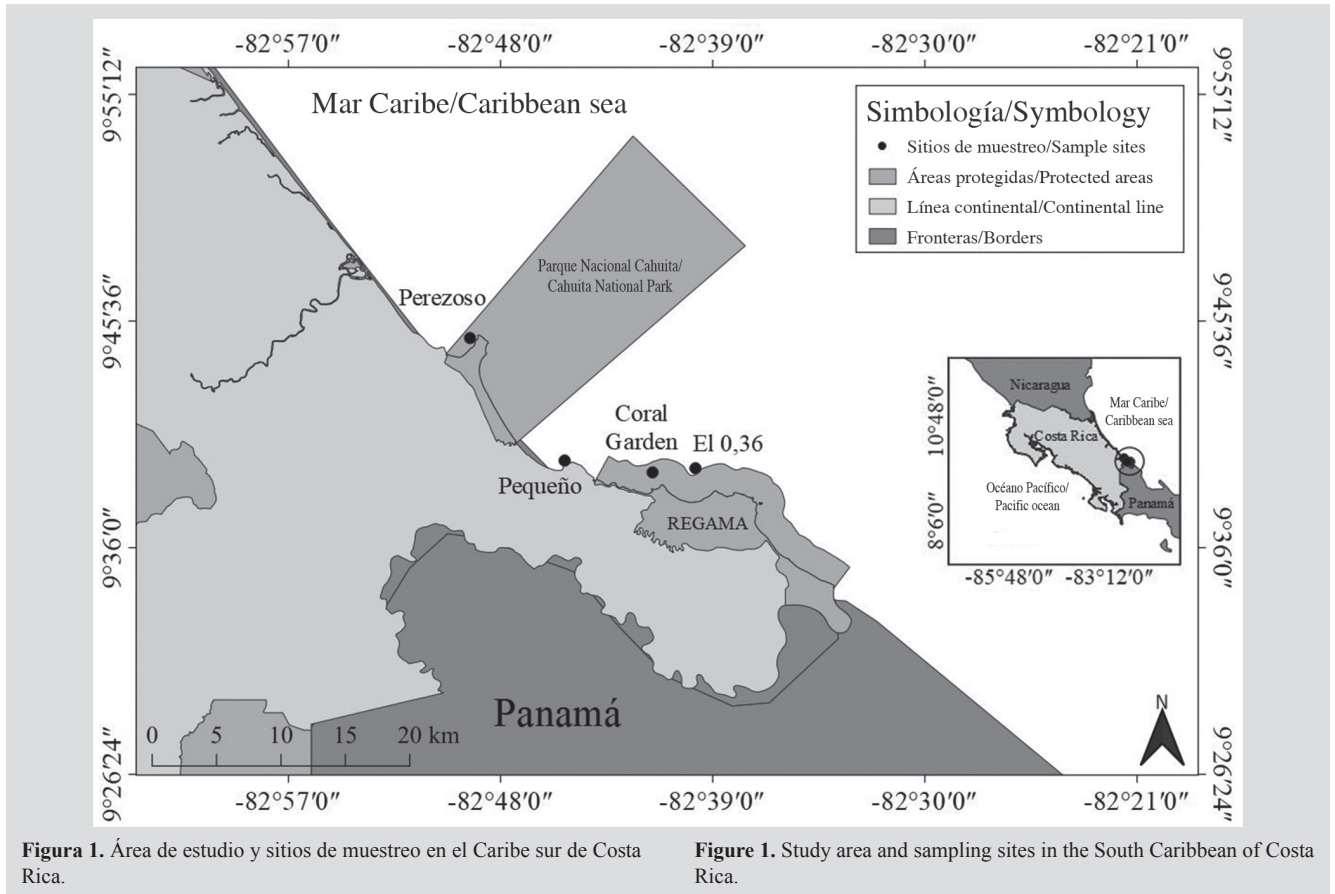 -82°57'0" -82°48'0" -82°39'0" -82°30'0" -82°21'0"
9°55'12"
9°55'12"
Mar Caribe/Caribbean sea
Simbología/Symbology
Sitios de muestreo/Sample sites
Áreas protegidas/Protected areas
Línea continental/Continental line
Fronteras/Borders
Parque Nacional Cahuita/
Cahuita National Park
Perezoso
9°45'36"
9°45'36"
Coral
Garden
El 0,36
Pequeño
REGAMA
9°36'0"
9°36'0"
10°48'0"
8°6'0"
Nicaragua
Mar Caribe/
Caribbean sea
Costa Rica
Océano Pacífico/
Pacific ocean
Panamá
-85°48'0" -83°12'0"
Panamá
N
0 5 10 15 20 km
9°26'24"
9°26'24"
-82°57'0" -82°48'0" -82°39'0" -82°30'0" -82°21'0"
Figura 1. Área de estudio y sitios de muestreo en el Caribe sur de Costa
Rica.
Figure 1. Study area and sampling sites in the South Caribbean of Costa
Rica.